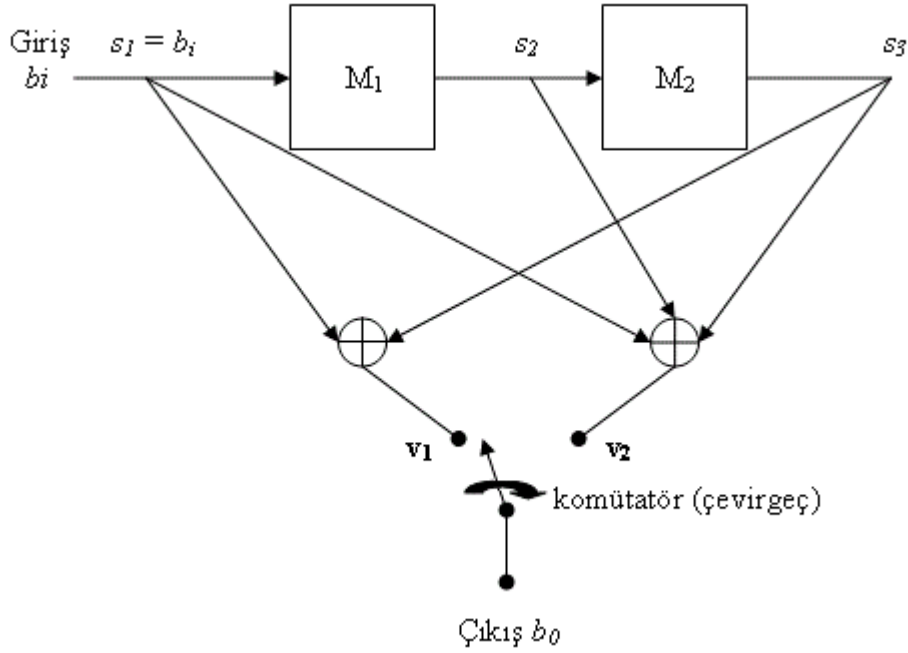 Giriş
bi
s1 = bi
M1
s2
M2
s3
v1
v2
komütatör (çevirgeç)
Çıkış b0